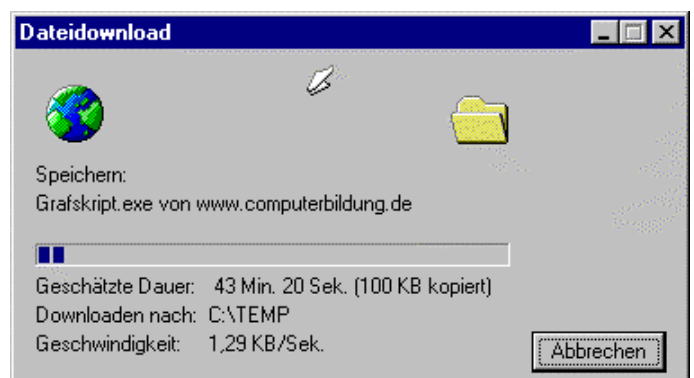 Dateidownload
Speichern:
Grafskript.exe von www.computerbildung.de
Geschätzte Dauer: 43 Min. 20 Sek. (100 KB kopiert)
Downloaden nach: C:\TEMP
Geschwindigkeit: 1,29 KB/Sek.
Abbrechen